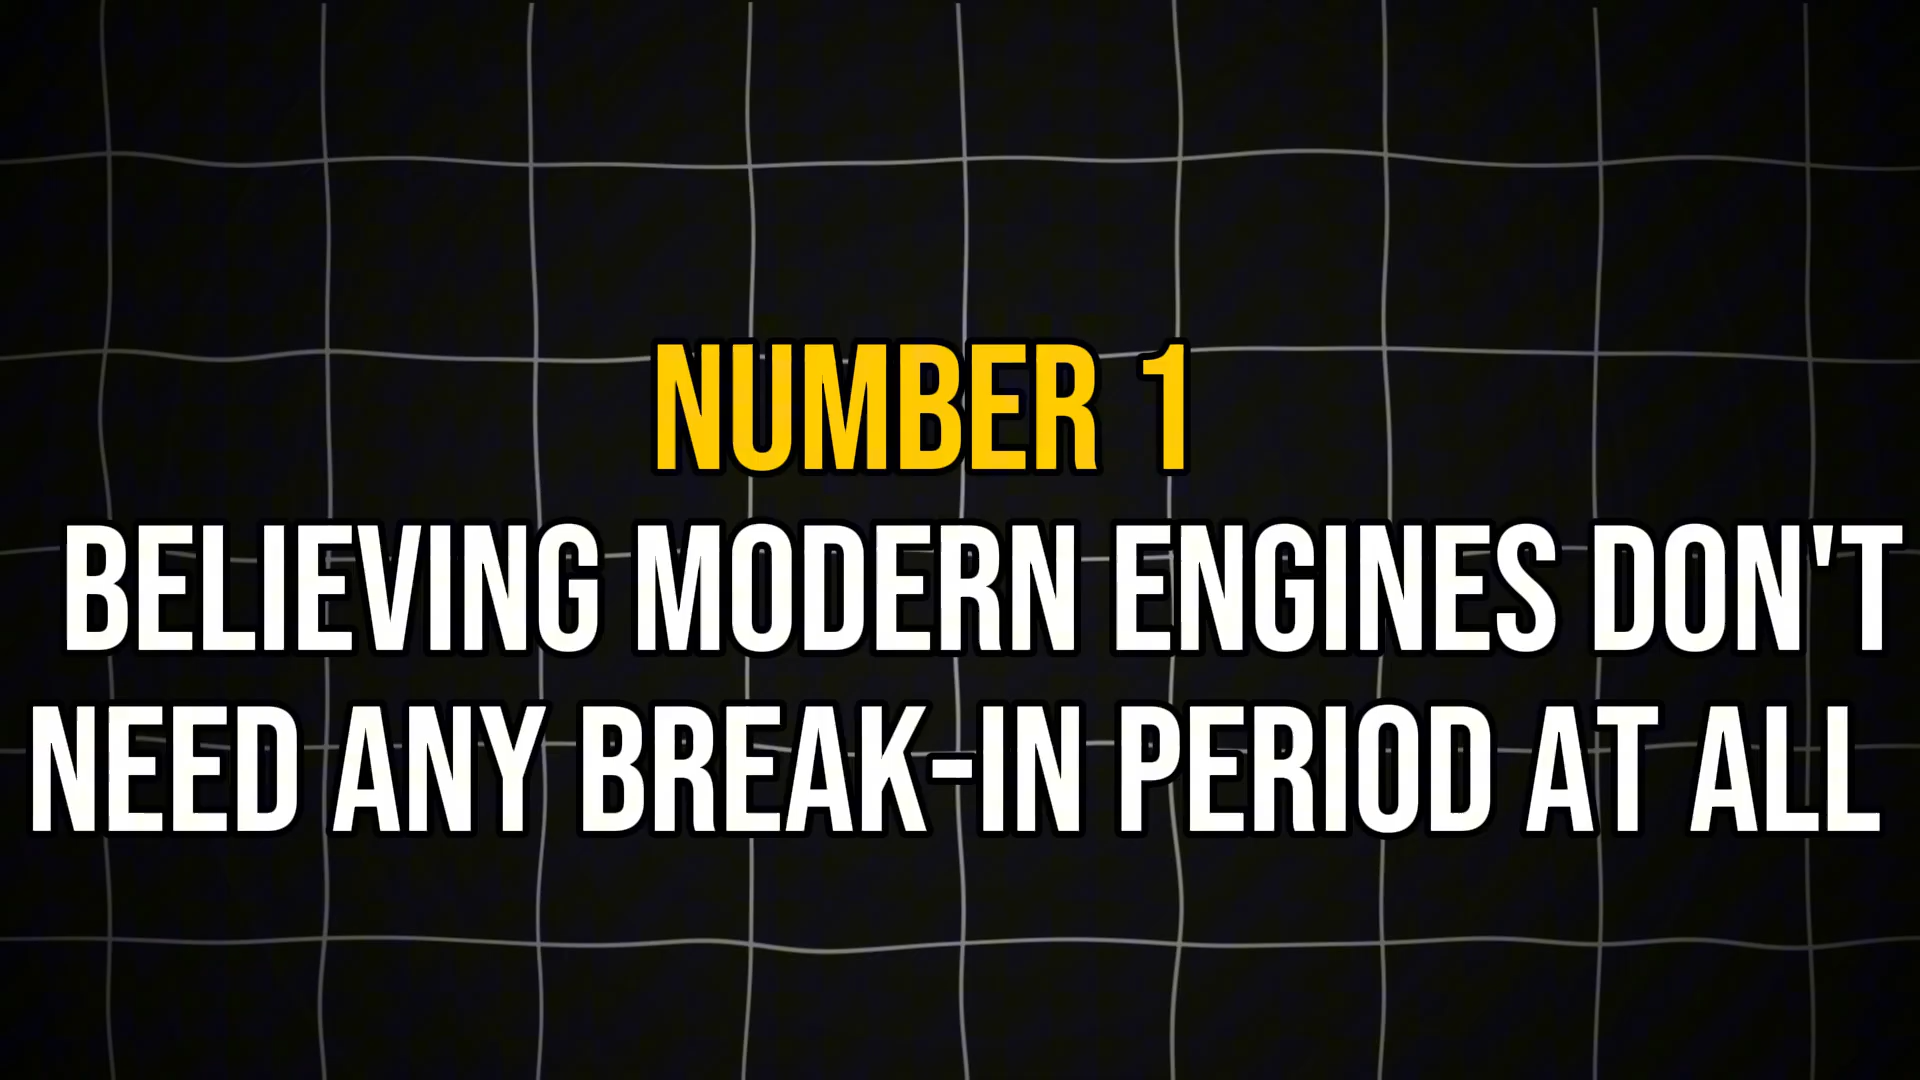 NUMBER 1
BELIEVING MODERN ENGINES DON'T
NEED ANY BREAK-IN PERIOD AT ALL